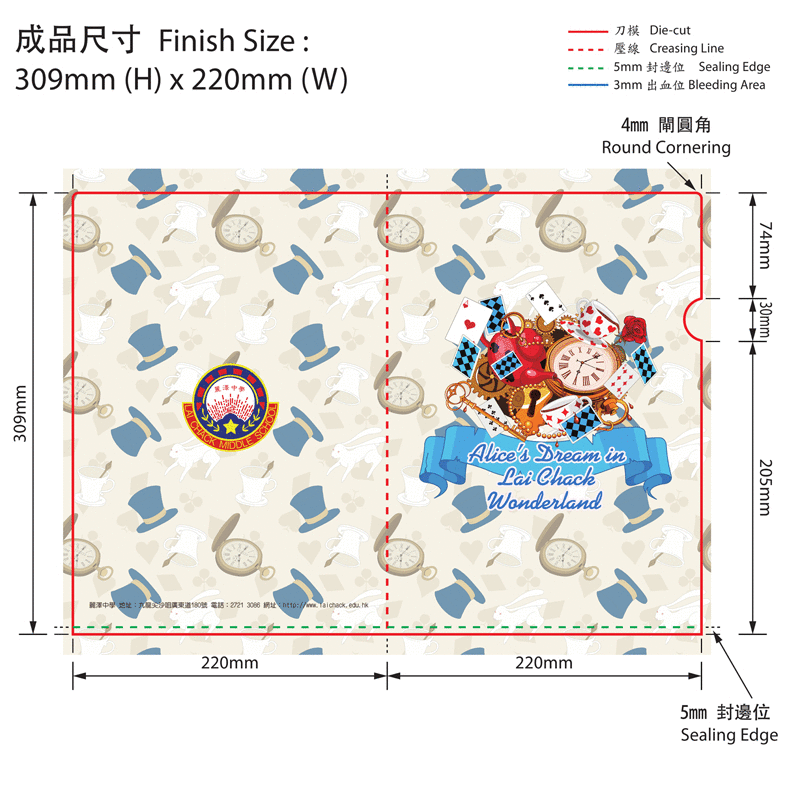 成品尺寸 Finish Size :
309mm (H) x 220mm (W)
刀模 Die-cut
壓線 Creasing Line
5mm 封邊位 Sealing Edge
3mm 出血位 Bleeding Area
4mm 閘圓角
Round Cornering
74mm
30mm
309mm
205mm
麗澤中學
LAI CHACK MIDDLE SCHOOL
Alice's Dream in
Lai Chack
Wonderland
麗澤中學 地址：九龍尖沙咀廣東道180號 電話：2721 3086 網址：http://www.laichack.edu.hk
220mm
220mm
5mm 封邊位
Sealing Edge